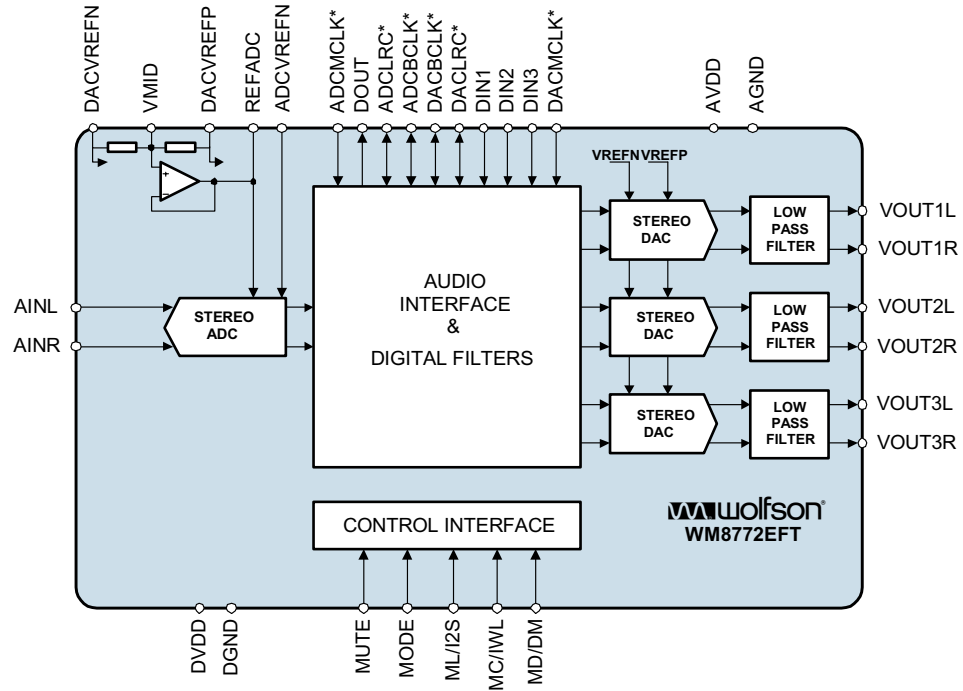 DACVREFN
VMID
DACVREFP
REFADC
ADCVREFN
ADCMCLK*
DOUT
ADCLRC*
ADCBCLK*
DACBCLK*
DACLRC*
DIN1
DIN2
DIN3
DACMCLK*
AVDD
AGND
+
−
VREFN
VREFP
STEREO
DAC
LOW
PASS
FILTER
VOUT1L
VOUT1R
AINL
AINR
STEREO
ADC
AUDIO
INTERFACE
&
DIGITAL FILTERS
STEREO
DAC
LOW
PASS
FILTER
VOUT2L
VOUT2R
STEREO
DAC
LOW
PASS
FILTER
VOUT3L
VOUT3R
CONTROL INTERFACE
wolfson®
WM8772EFT
DVDD
DGND
MUTE
MODE
ML/I2S
MC/IWL
MD/DM